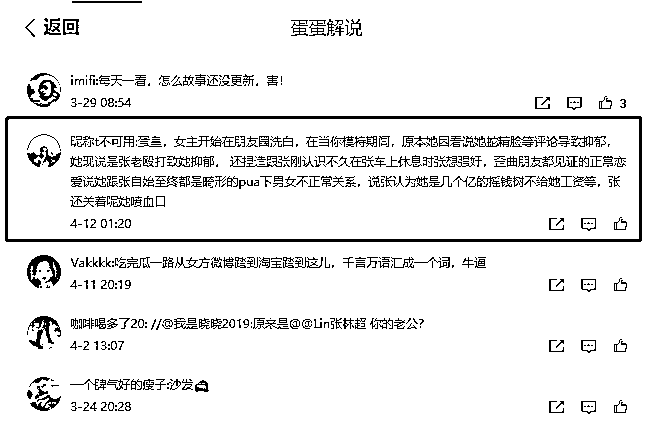 返回
蛋蛋解说
imifi:每天一看，怎么故事还没更新，害！
3-29 08:54
3
昵称t不可用:蛋皇，女主开始在朋友圈洗白，在当你模特期间，原本她因着说她蛇精脸等评论导致抑郁，
她现说是张老殴打致她抑郁， 还捏造跟张刚认识不久在张车上休息时张想强奸，歪曲朋友都见证的正常恋
爱说她跟张自始至终都是畸形的pua下男女不正常关系，说张认为她是几个亿的摇钱树不给她工资等，张
还关着呢她喷血口
4-12 01:20
Vakkkk:吃完瓜一路从女方微博踏到淘宝踏到这儿，千言万语汇成一个词，牛逼
4-11 20:19
咖啡喝多了20: //@我是晓晓2019:原来是@@Lin张林超 你的老公?
4-2 13:07
一个脾气好的瘦子:沙发
3-24 20:28